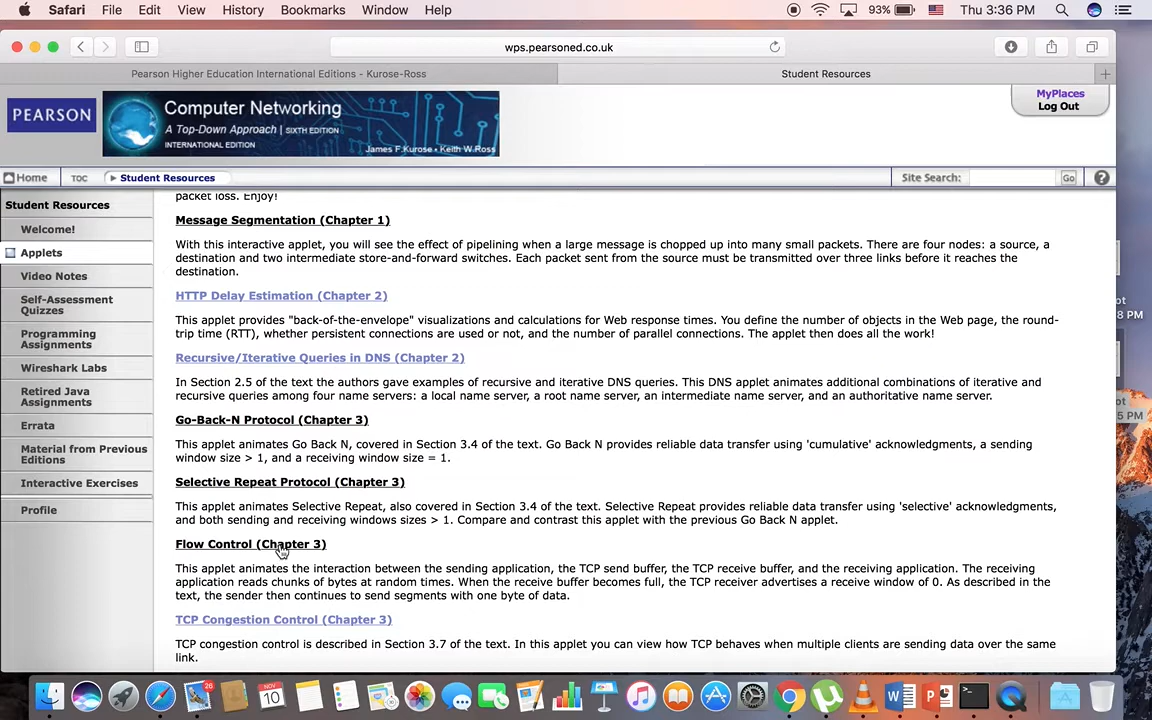 Safari File Edit View History Bookmarks Window Help 93% Thu 3:36 PM
wps.pearsoned.co.uk
Pearson Higher Education International Editions - Kurose-Ross Student Resources +
PEARSON
Computer Networking
A Top-Down Approach | SIXTH EDITION
INTERNATIONAL EDITION
James F.Kurose • Keith W.Ross
MyPlaces
Log Out
Home TOC Student Resources Site Search: Go ?
Student Resources
Welcome!
Applets
Video Notes
Self-Assessment
Quizzes
Programming
Assignments
Wireshark Labs
Retired Java
Assignments
Errata
Material from Previous
Editions
Interactive Exercises
Profile
packet loss. Enjoy!
Message Segmentation (Chapter 1)
With this interactive applet, you will see the effect of pipelining when a large message is chopped up into many small packets. There are four nodes: a source, a
destination and two intermediate store-and-forward switches. Each packet sent from the source must be transmitted over three links before it reaches the
destination.
HTTP Delay Estimation (Chapter 2)
This applet provides "back-of-the-envelope" visualizations and calculations for Web response times. You define the number of objects in the Web page, the round-
trip time (RTT), whether persistent connections are used or not, and the number of parallel connections. The applet then does all the work!
Recursive/Iterative Queries in DNS (Chapter 2)
In Section 2.5 of the text the authors gave examples of recursive and iterative DNS queries. This DNS applet animates additional combinations of iterative and
recursive queries among four name servers: a local name server, a root name server, an intermediate name server, and an authoritative name server.
Go-Back-N Protocol (Chapter 3)
This applet animates Go Back N, covered in Section 3.4 of the text. Go Back N provides reliable data transfer using 'cumulative' acknowledgments, a sending
window size > 1, and a receiving window size = 1.
Selective Repeat Protocol (Chapter 3)
This applet animates Selective Repeat, also covered in Section 3.4 of the text. Selective Repeat provides reliable data transfer using 'selective' acknowledgments,
and both sending and receiving windows sizes > 1. Compare and contrast this applet with the previous Go Back N applet.
Flow Control (Chapter 3)
This applet animates the interaction between the sending application, the TCP send buffer, the TCP receive buffer, and the receiving application. The receiving
application reads chunks of bytes at random times. When the receive buffer becomes full, the TCP receiver advertises a receive window of 0. As described in the
text, the sender then continues to send segments with one byte of data.
TCP Congestion Control (Chapter 3)
TCP congestion control is described in Section 3.7 of the text. In this applet you can view how TCP behaves when multiple clients are sending data over the same
link.
ot
8 PM
ot
5 PM
26
NOV
10